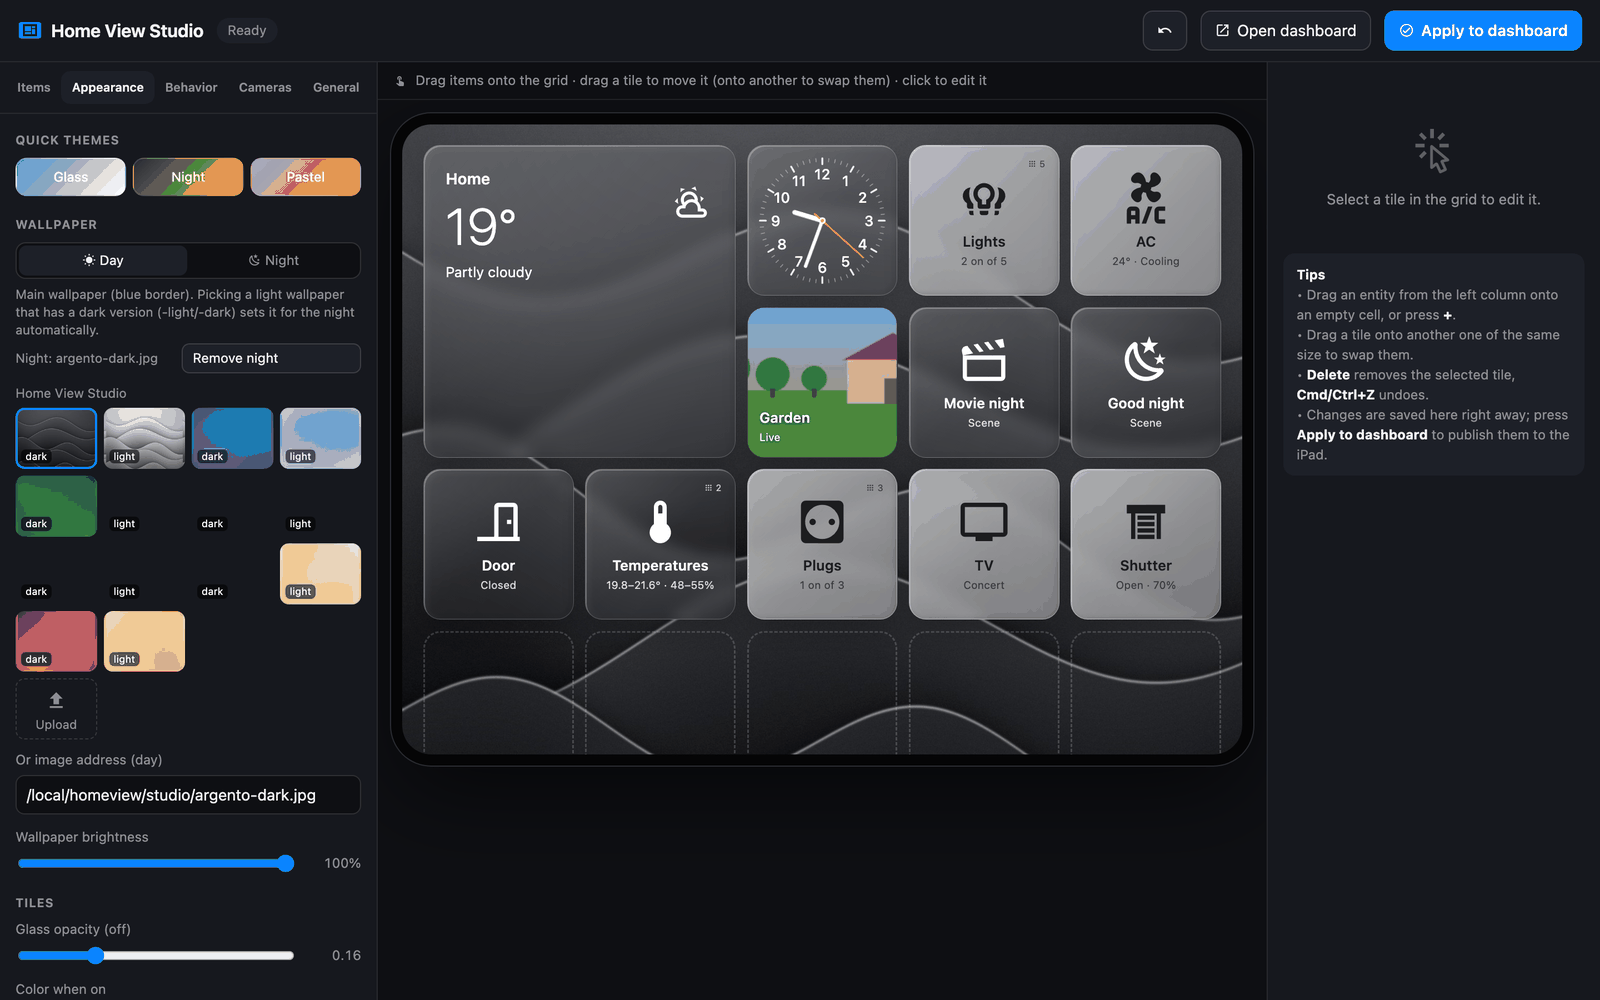 Home View Studio
Ready
Open dashboard
Apply to dashboard
Items
Appearance
Behavior
Cameras
General
Drag items onto the grid · drag a tile to move it (onto another to swap them) · click to edit it
QUICK THEMES
Glass
Night
Pastel
WALLPAPER
Day
Night
Main wallpaper (blue border). Picking a light wallpaper
that has a dark version (-light/-dark) sets it for the night
automatically.
Night: argento-dark.jpg
Remove night
Home View Studio
dark
light
dark
light
dark
light
dark
light
dark
light
dark
light
dark
light
Upload
Or image address (day)
/local/homeview/studio/argento-dark.jpg
Wallpaper brightness
100%
TILES
Glass opacity (off)
0.16
Color when on
Home
19°
Partly cloudy
12
1
2
3
4
5
6
7
8
9
10
11
5
Lights
2 on of 5
A/C
AC
24° · Cooling
Garden
Live
Movie night
Scene
Good night
Scene
Door
Closed
2
Temperatures
19.8–21.6° · 48–55%
3
Plugs
1 on of 3
TV
Concert
Shutter
Open · 70%
Select a tile in the grid to edit it.
Tips
• Drag an entity from the left column onto
an empty cell, or press +.
• Drag a tile onto another one of the same
size to swap them.
• Delete removes the selected tile,
Cmd/Ctrl+Z undoes.
• Changes are saved here right away; press
Apply to dashboard to publish them to the
iPad.